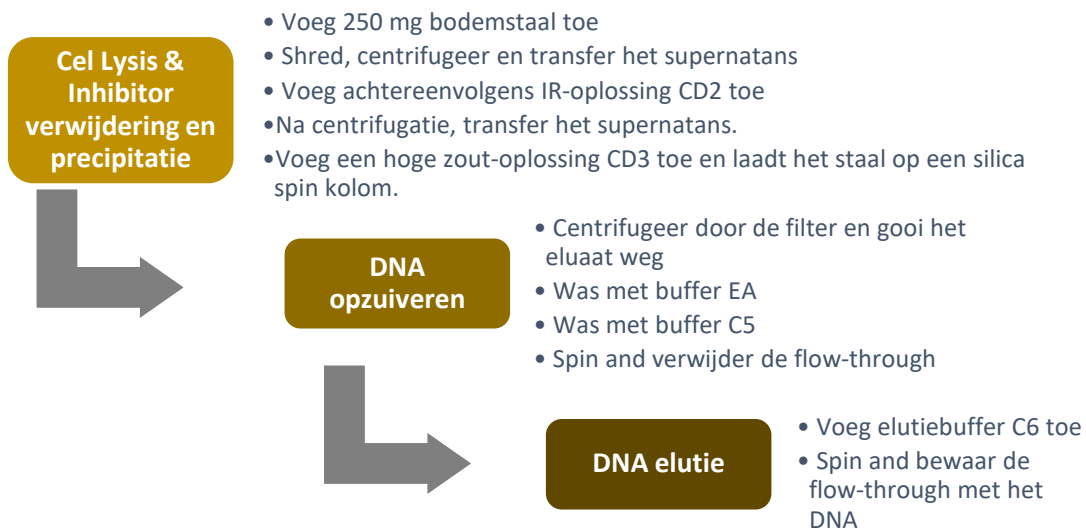 Cel Lysis &
Inhibitor
verwijdering en
precipitatie
• Voeg 250 mg bodemstaal toe
• Shred, centrifugeer en transfer het supernatans
• Voeg achtereenvolgens IR-oplossing CD2 toe
•Na centrifugatie, transfer het supernatans.
•Voeg een hoge zout-oplossing CD3 toe en laadt het staal op een silica
spin kolom.
DNA
opzuiveren
• Centrifugeer door de filter en gooi het
eluaat weg
• Was met buffer EA
• Was met buffer C5
• Spin and verwijder de flow-through
DNA elutie
• Voeg elutiebuffer C6 toe
• Spin and bewaar de
flow-through met het
DNA